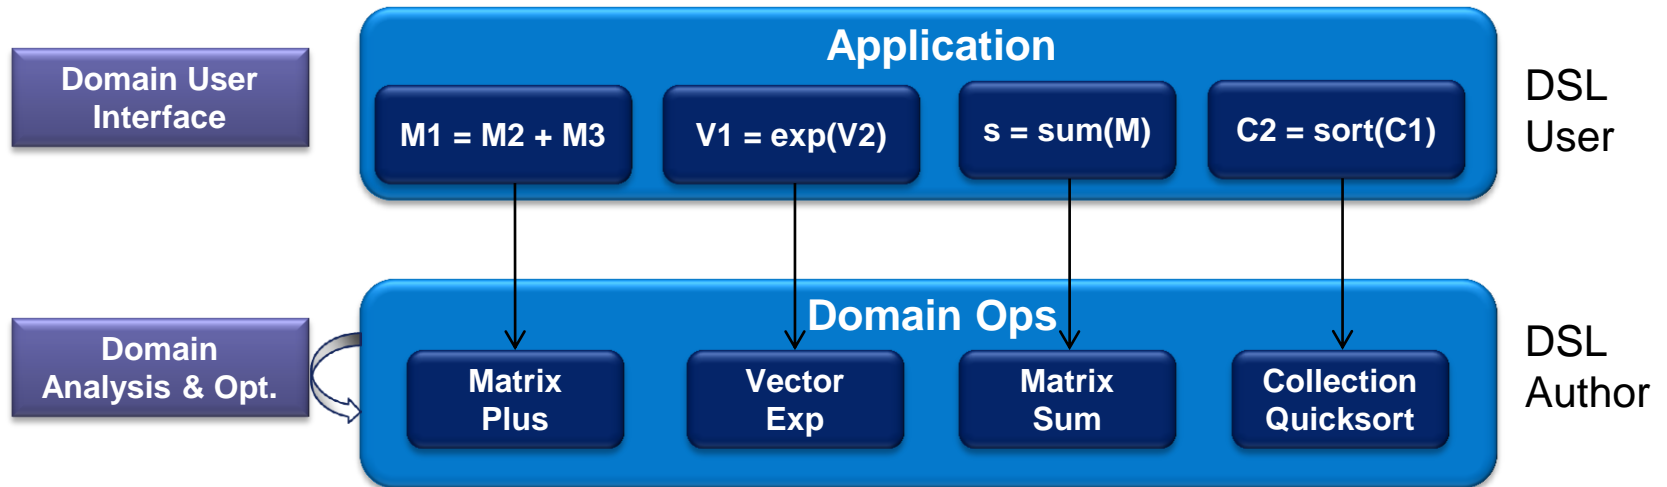 Application
Domain User
Interface
M1 = M2 + M3
V1 = exp(V2)
s = sum(M)
C2 = sort(C1)
DSL
User
Domain Ops
Domain
Analysis & Opt.
Matrix
Plus
Vector
Exp
Matrix
Sum
Collection
Quicksort
DSL
Author